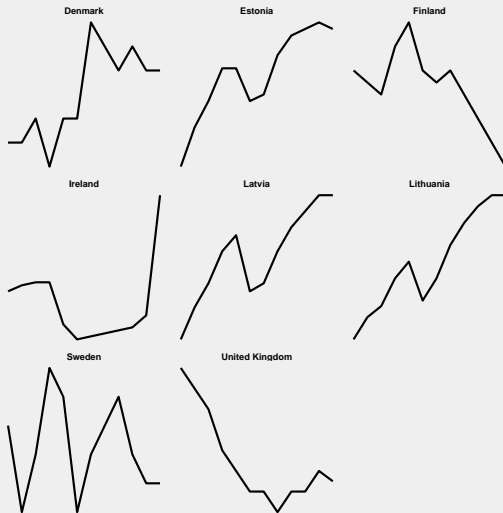 Denmark
Estonia
Finland
Ireland
Latvia
Lithuania
Sweden
United Kingdom